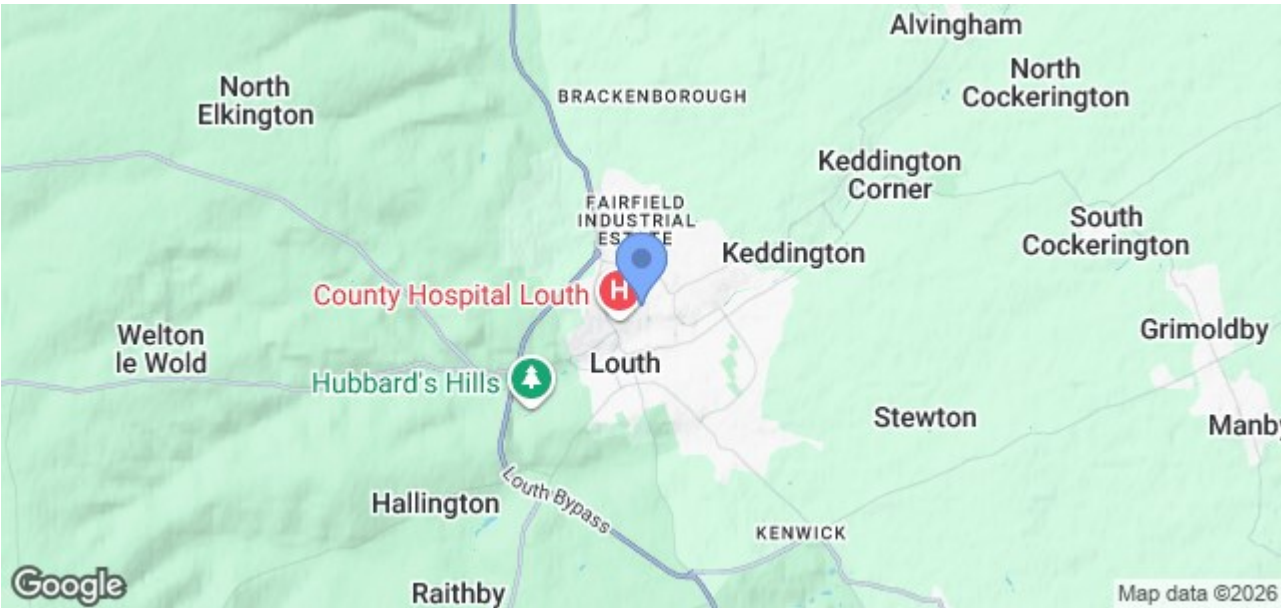 Alvingham
North
Elkington
BRACKENBOROUGH
North
Cockerington
Keddington
Corner
FAIRFIELD
INDUSTRIAL
ESTATE
South
Cockerington
Keddington
County Hospital Louth
H
Welton
le Wold
Grimoldby
Louth
Hubbard's Hills
Stewton
Manby
Louth Bypass
Hallington
KENWICK
Raithby
Google
Map data ©2026